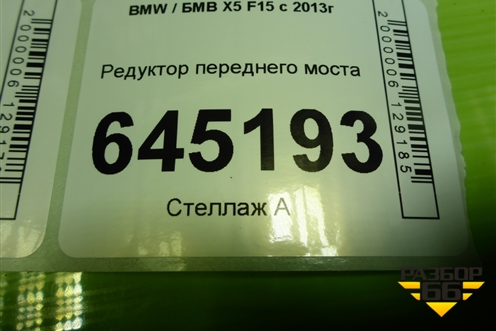 BMW / БМВ X5 F15 с 2013г
Редуктор переднего моста
645193
Стеллаж А
2000006129185
РАЗБОР
66